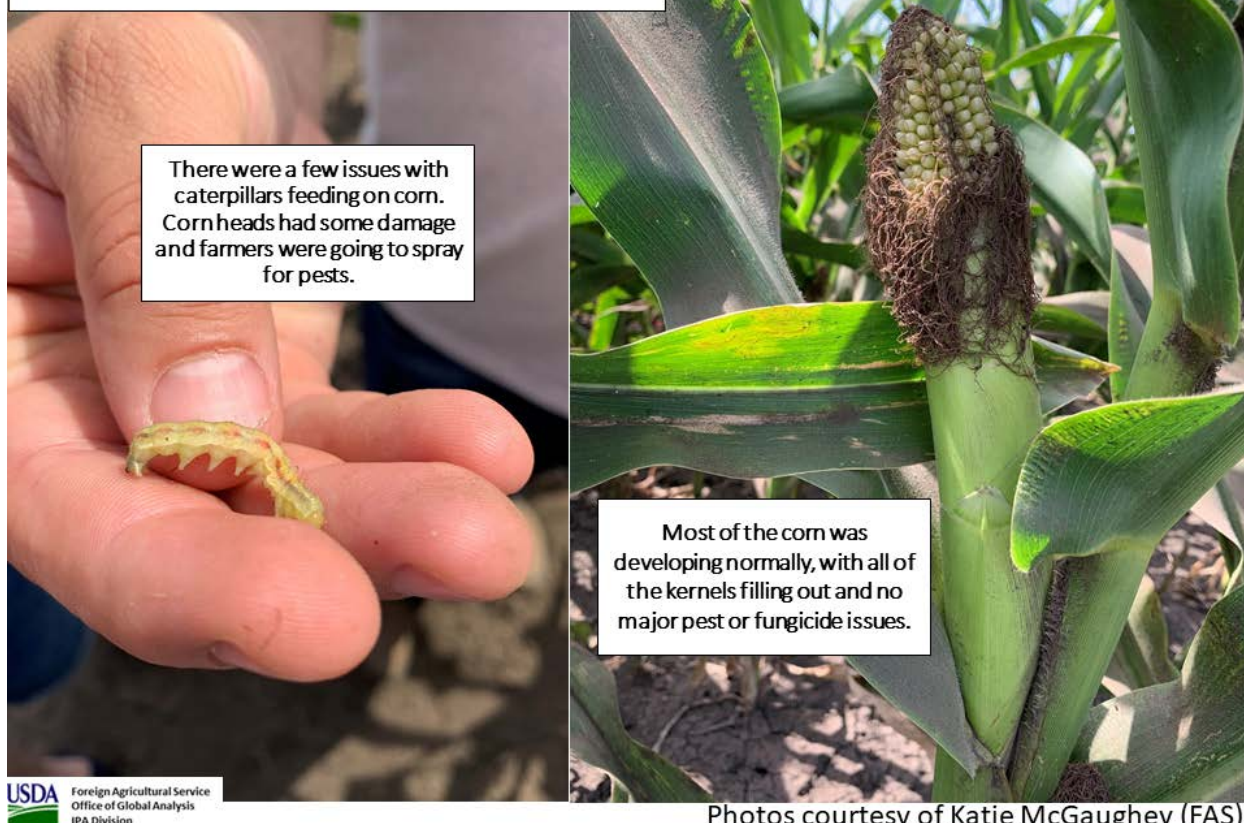 There were a few issues with
caterpillars feeding on corn.
Corn heads had some damage
and farmers were going to spray
for pests.
Most of the corn was
developing normally, with all of
the kernels filling out and no
major pest or fungicide issues.
USDA
Foreign Agricultural Service
Office of Global Analysis
IPA Division
Photos courtesy of Katie McGaughey (FAS)